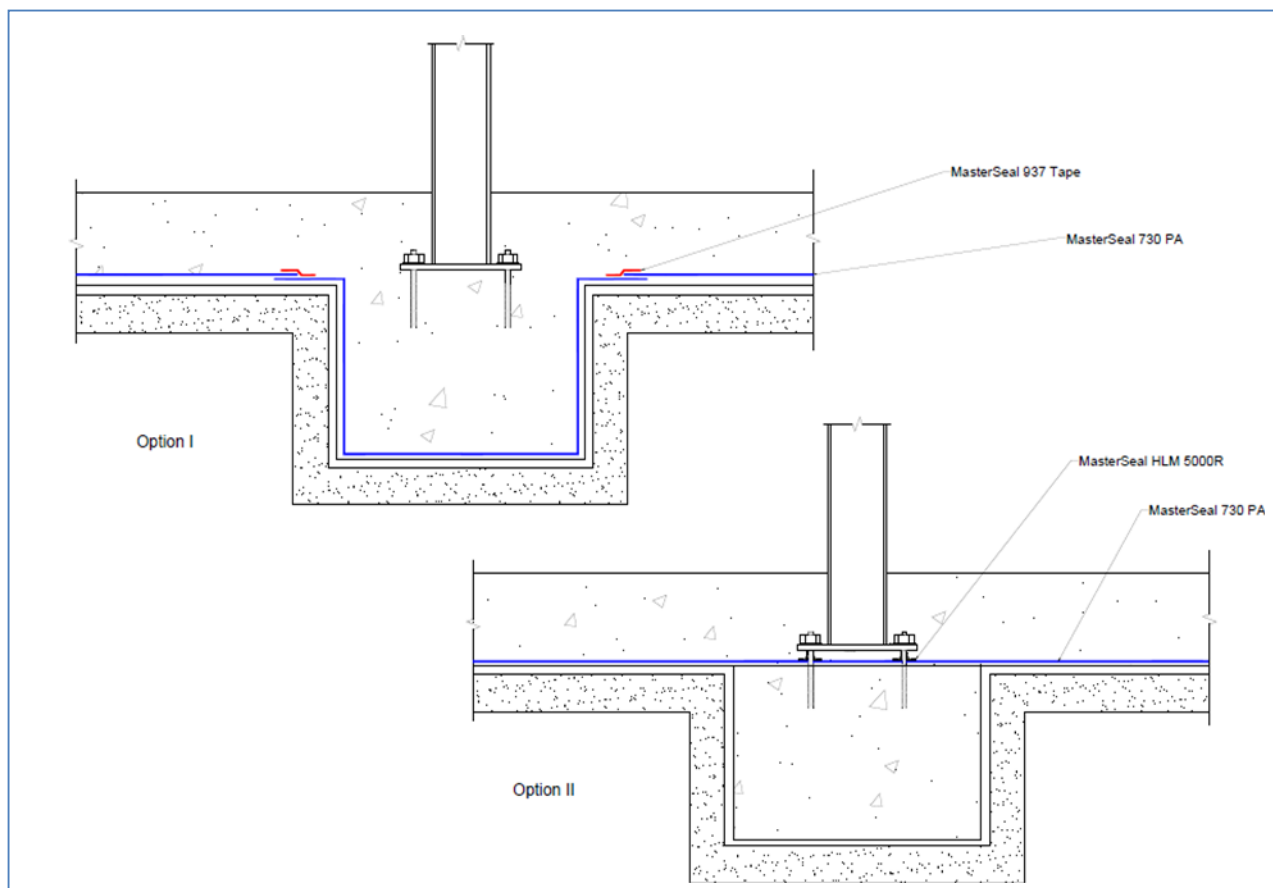 MasterSeal 937 Tape
MasterSeal 730 PA
Option I
MasterSeal HLM 5000R
MasterSeal 730 PA
Option II